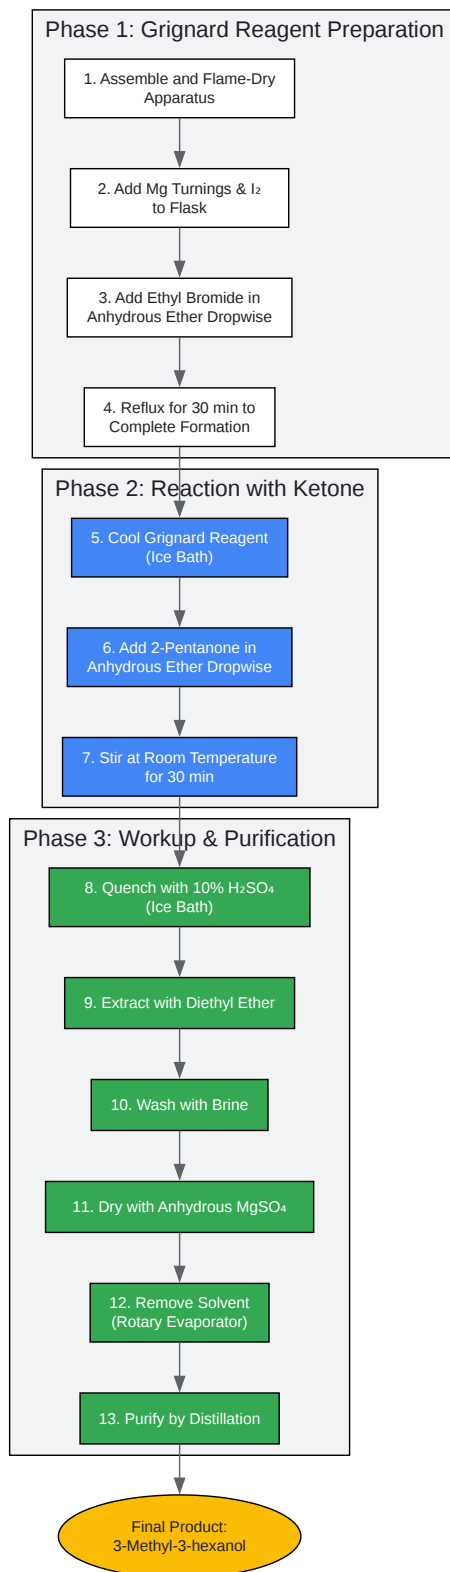 Phase 1: Grignard Reagent Preparation
1. Assemble and Flame-Dry
Apparatus
2. Add Mg Turnings & I₂
to Flask
3. Add Ethyl Bromide in
Anhydrous Ether Dropwise
4. Reflux for 30 min to
Complete Formation
Phase 2: Reaction with Ketone
5. Cool Grignard Reagent
(Ice Bath)
6. Add 2-Pentanone in
Anhydrous Ether Dropwise
7. Stir at Room Temperature
for 30 min
Phase 3: Workup & Purification
8. Quench with 10% H₂SO₄
(Ice Bath)
9. Extract with Diethyl Ether
10. Wash with Brine
11. Dry with Anhydrous MgSO₄
12. Remove Solvent
(Rotary Evaporator)
13. Purify by Distillation
Final Product:
3-Methyl-3-hexanol